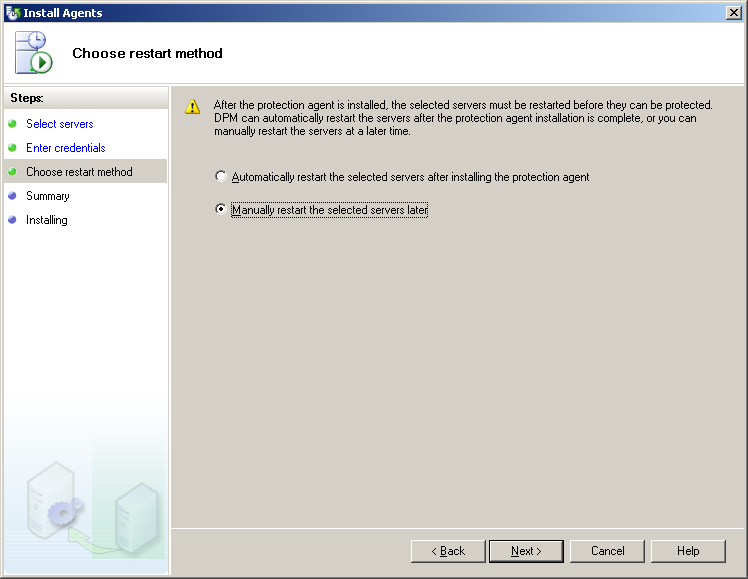 Install Agents
Choose restart method
Steps:
Select servers
Enter credentials
Choose restart method
Summary
Installing
After the protection agent is installed, the selected servers must be restarted before they can be protected.
DPM can automatically restart the servers after the protection agent installation is complete, or you can
manually restart the servers at a later time.
Automatically restart the selected servers after installing the protection agent
Manually restart the selected servers later
< Back
Next >
Cancel
Help